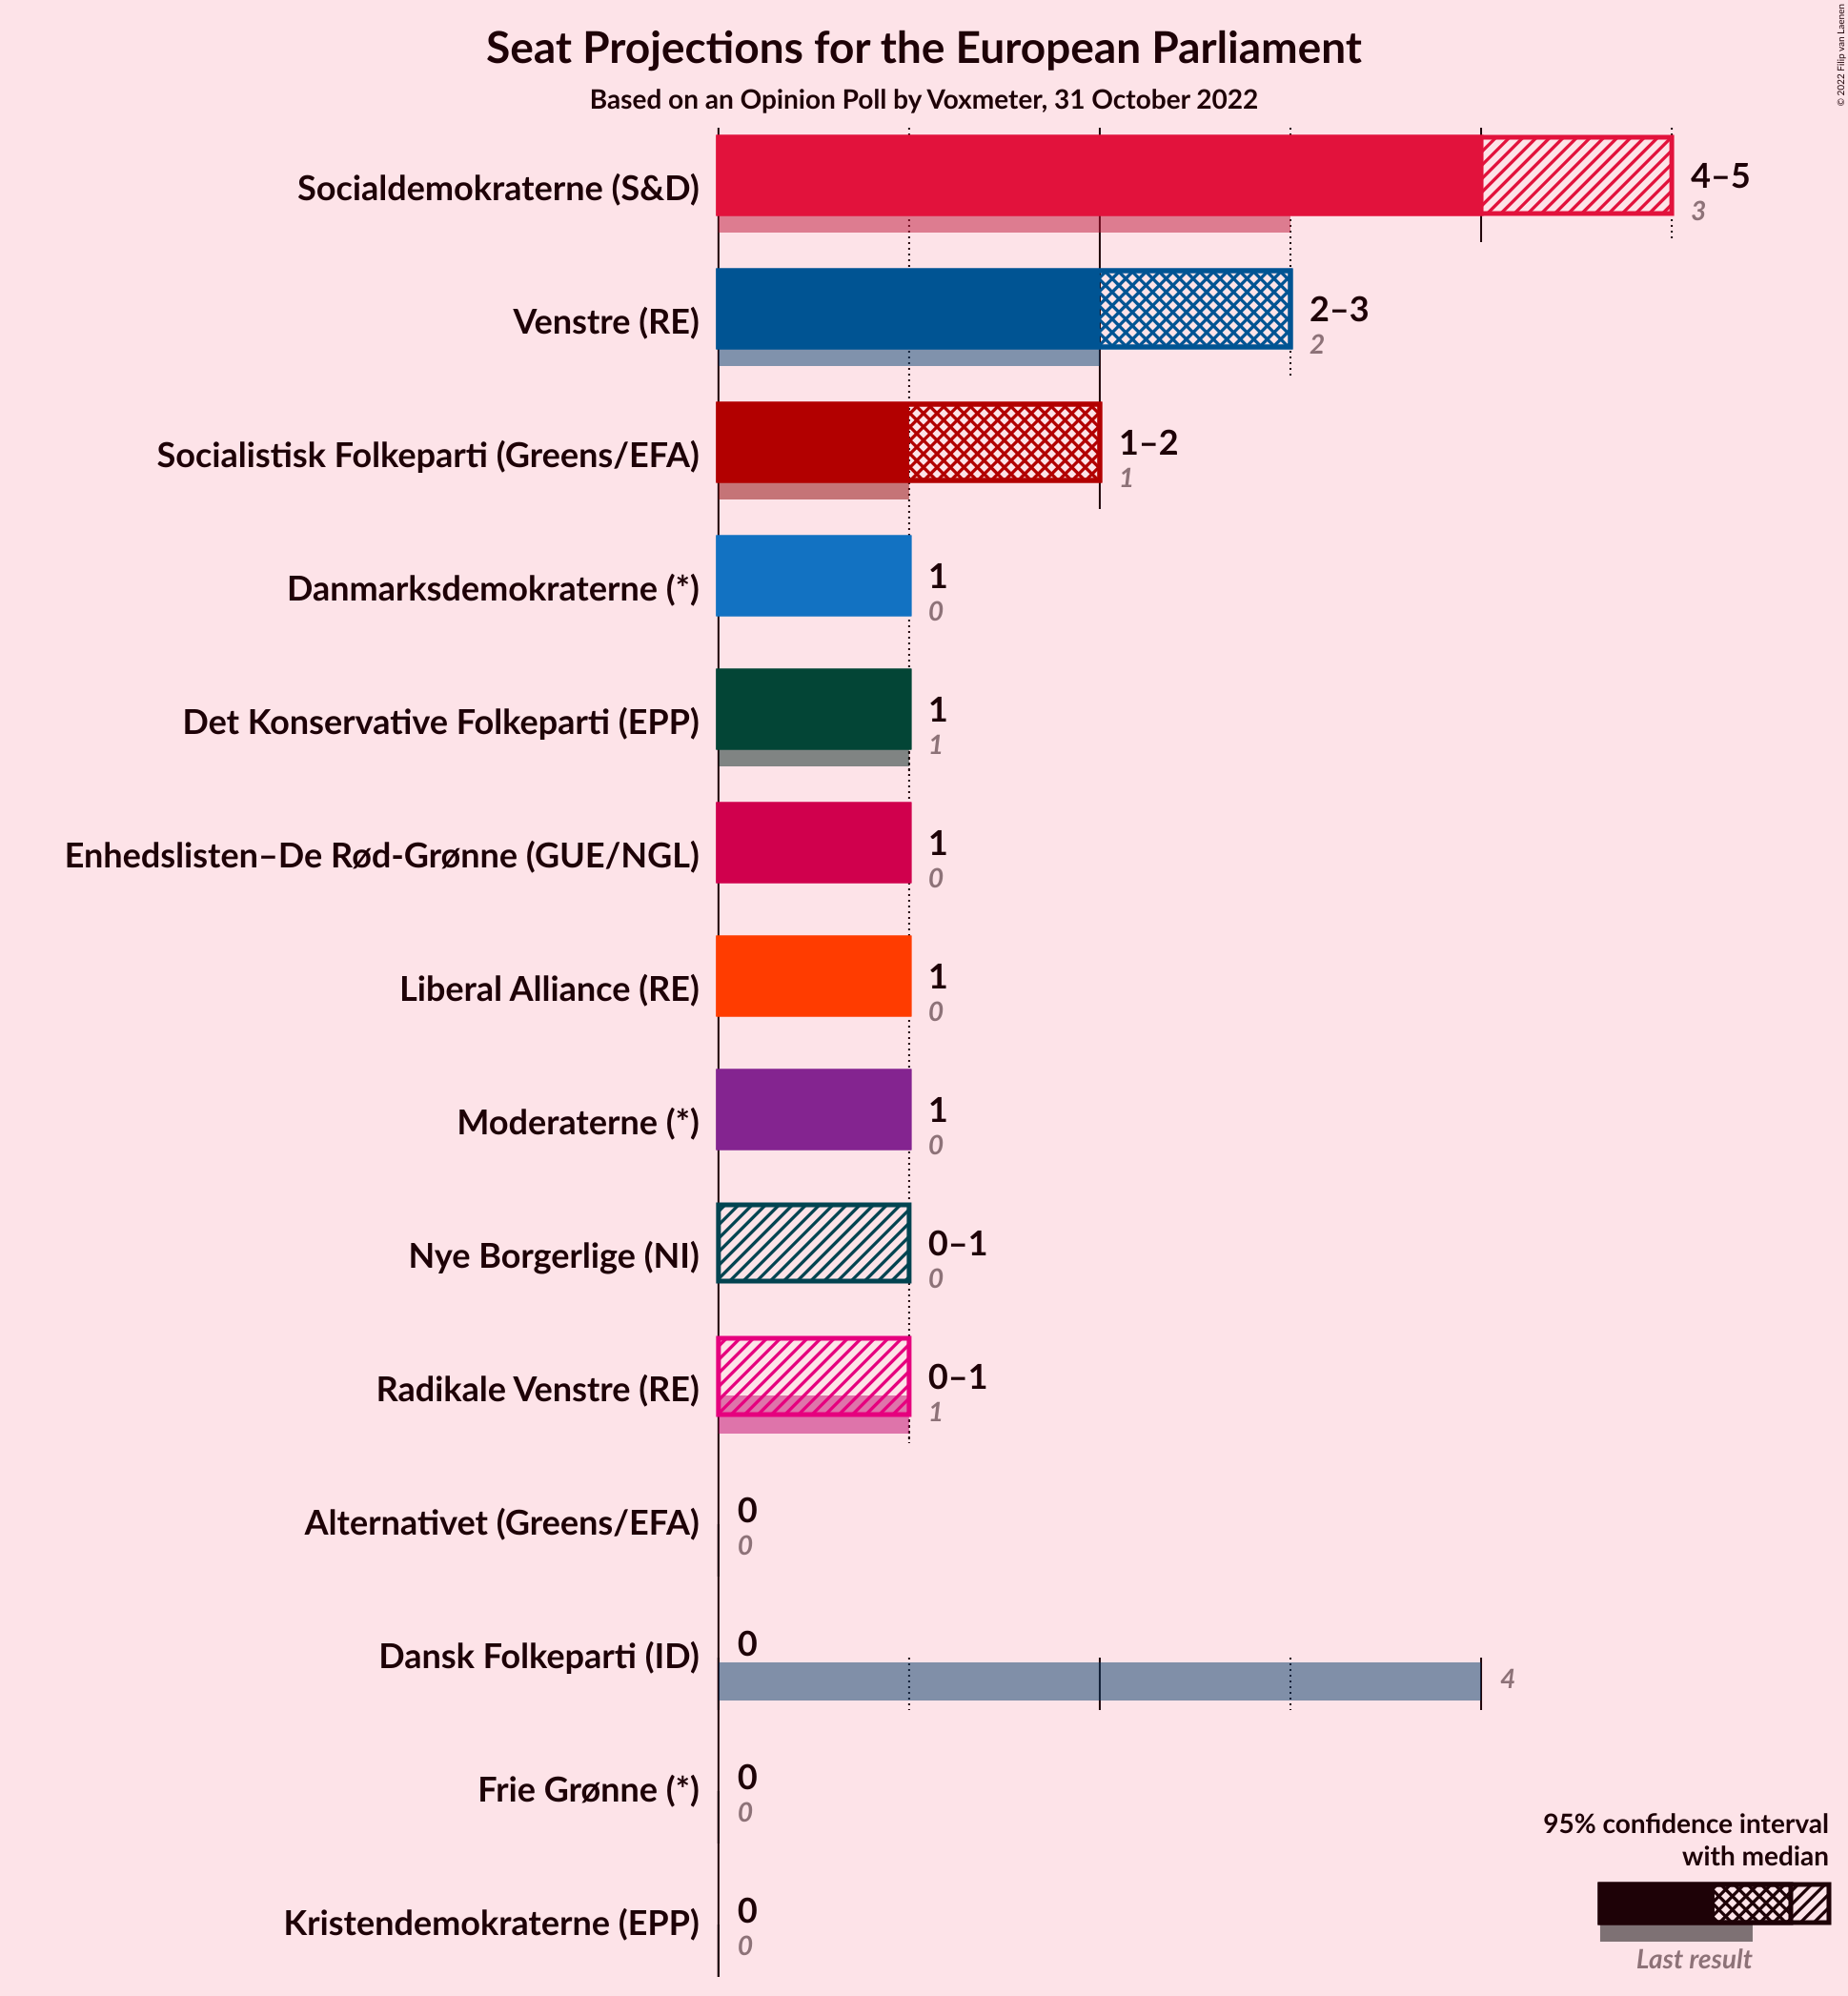 Seat Projections for the European Parliament
Based on an Opinion Poll by Voxmeter, 31 October 2022
© 2022 Filip van Laenen
Socialdemokraterne (S&D)
4–5
3
Venstre (RE)
2–3
2
Socialistisk Folkeparti (Greens/EFA)
1–2
1
Danmarksdemokraterne (*)
1
0
Det Konservative Folkeparti (EPP)
1
1
Enhedslisten–De Rød-Grønne (GUE/NGL)
1
0
Liberal Alliance (RE)
1
0
Moderaterne (*)
1
0
Nye Borgerlige (NI)
0–1
0
Radikale Venstre (RE)
0–1
1
Alternativet (Greens/EFA)
0
0
Dansk Folkeparti (ID)
0
4
Frie Grønne (*)
0
0
Kristendemokraterne (EPP)
0
0
95% confidence interval
with median
Last result